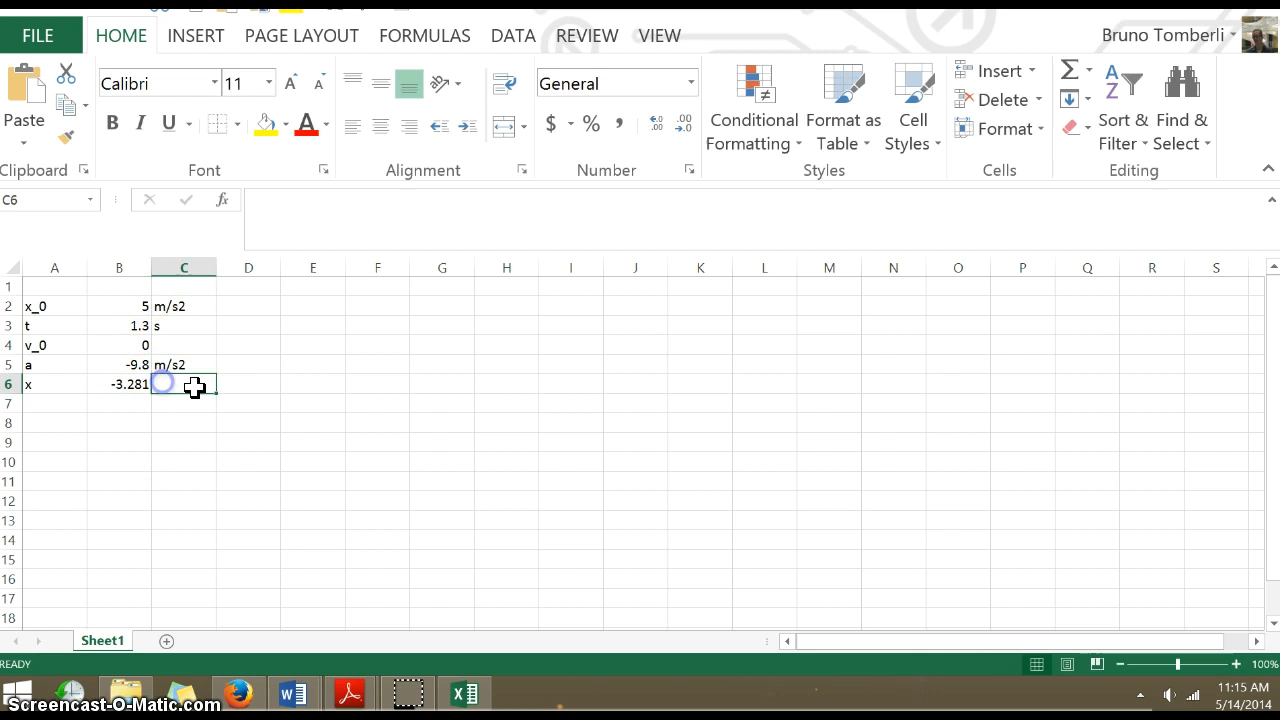 FILE HOME INSERT PAGE LAYOUT FORMULAS DATA REVIEW VIEW Bruno Tomberli
Calibri 11 General Insert
Paste Conditional Format as Cell Delete Sort & Find &
B I U A $ % Formatting Table Styles Format Filter Select
Clipboard Font Alignment Number Styles Cells Editing
C6 fx
A B C D E F G H I J K L M N O P Q R S
1
2 x_0 5 m/s2
3 t 1.3 s
4 v_0 0
5 a -9.8 m/s2
6 x -3.281
7
8
9
10
11
12
13
14
15
16
17
18
Sheet1
READY 100%
11:15 AM
5/14/2014
Screencast-O-Matic.com